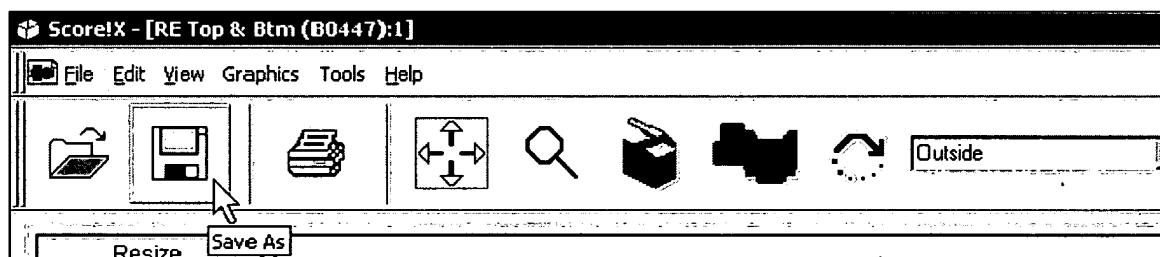 Score!X - [RE Top & Btm (B0447):1]
File Edit View Graphics Tools Help
Outside
Save As
Resize